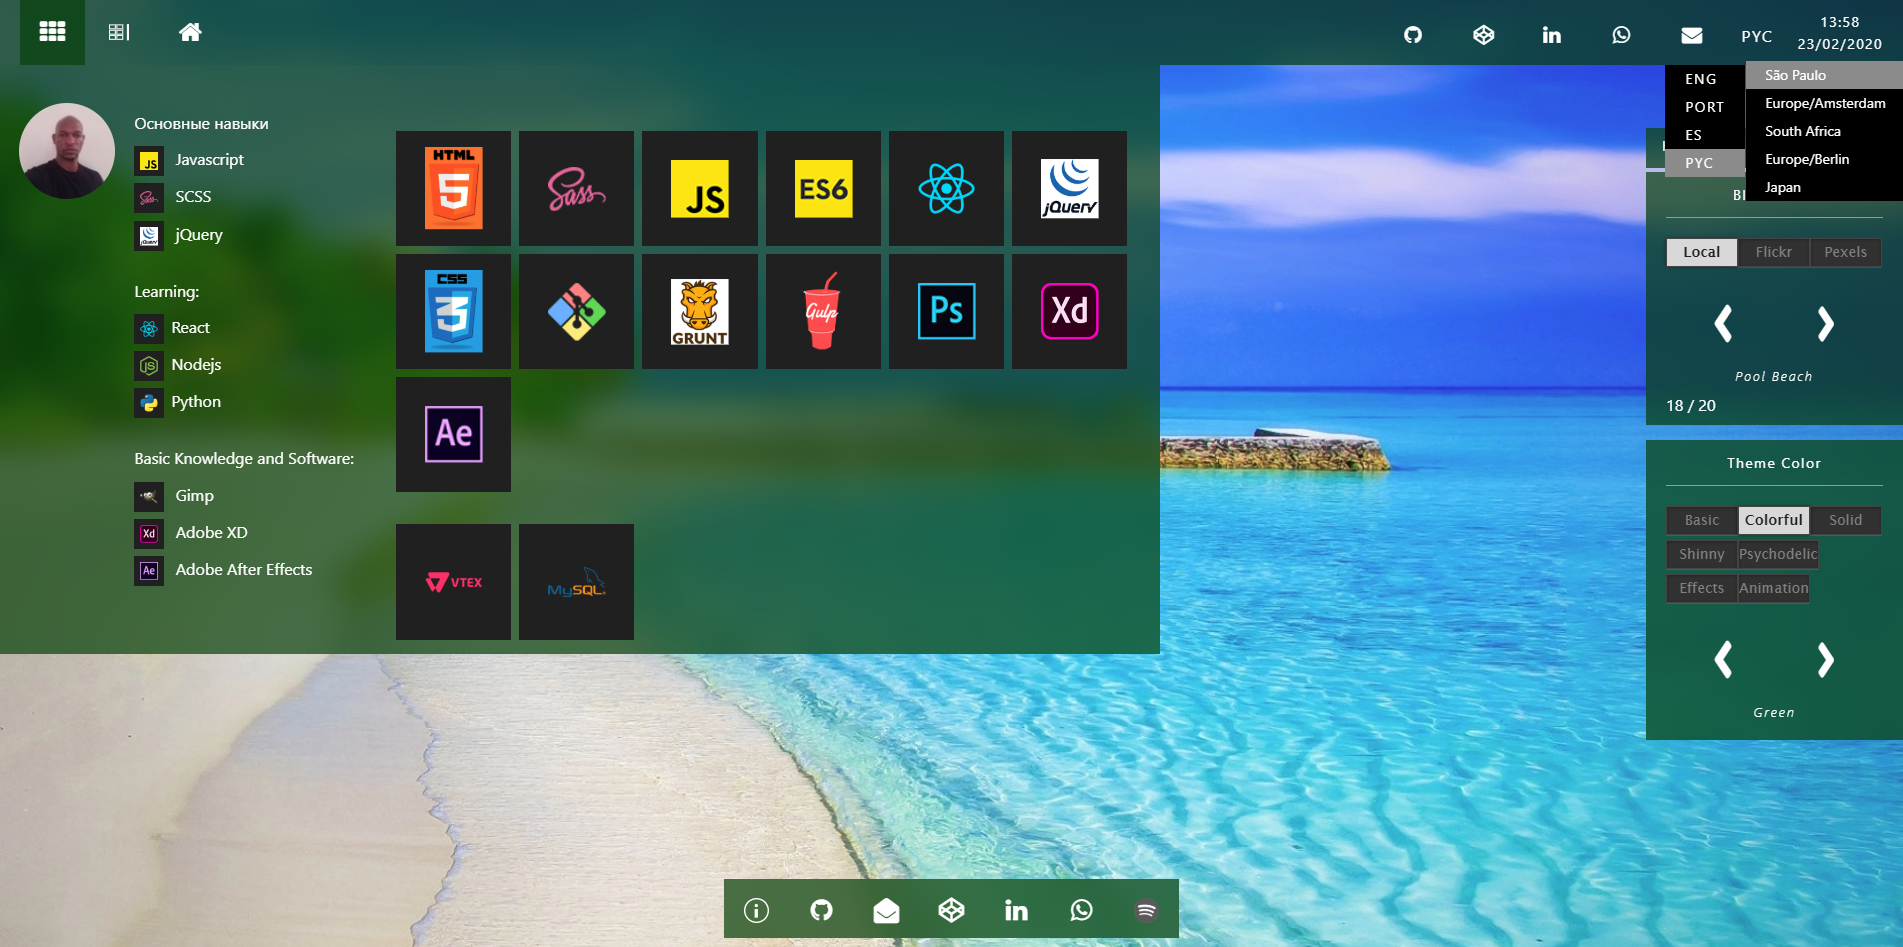 РУС
13:58
23/02/2020
ENG
PORT
ES
РУС
São Paulo
Europe/Amsterdam
South Africa
Europe/Berlin
Japan
Основные навыки
JS Javascript
SCSS
jQuery
Learning:
React
Nodejs
Python
Basic Knowledge and Software:
Gimp
Xd Adobe XD
Ae Adobe After Effects
HTML 5
Sass
JS
ES6
jQuery
CSS 3
GRUNT
Gulp
Ps
Xd
Ae
VTEX
MySQL
Local
Flickr
Pexels
Pool Beach
18 / 20
Theme Color
Basic
Colorful
Solid
Shinny
Psychodelic
Effects
Animation
Green